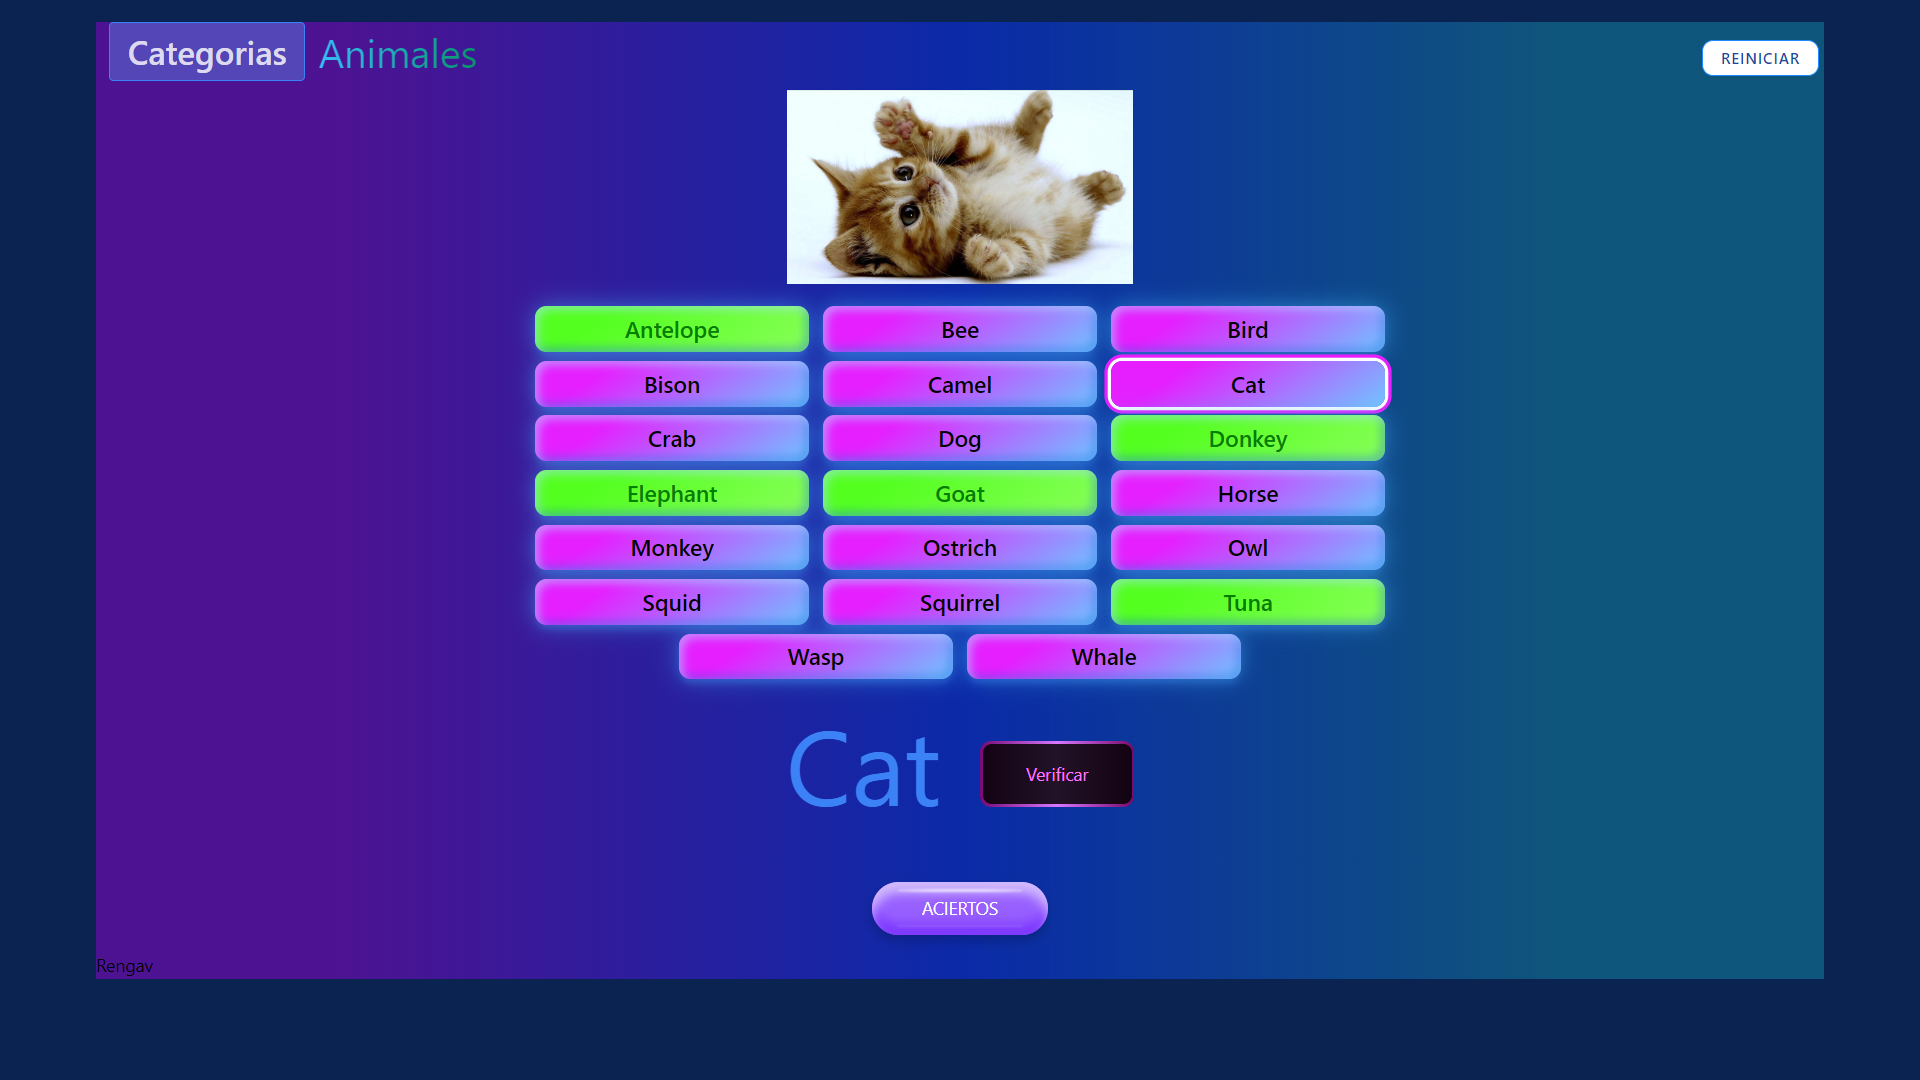 Categorias Animales
REINICIAR
Antelope Bee Bird
Bison Camel Cat
Crab Dog Donkey
Elephant Goat Horse
Monkey Ostrich Owl
Squid Squirrel Tuna
Wasp Whale
Cat Verificar
ACIERTOS
Rengav